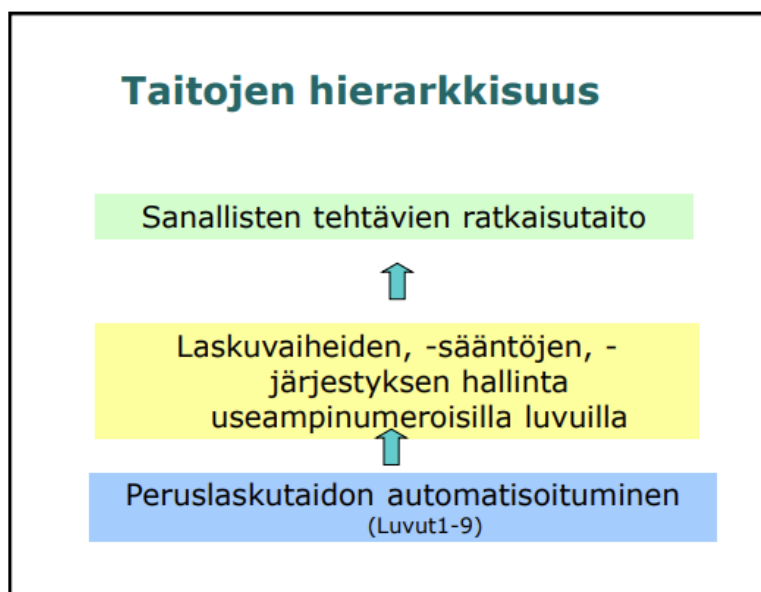 Taitojen hierarkkisuus
Sanallisten tehtävien ratkaisutaito
Laskuvaiheiden, -sääntöjen, -
järjestyksen hallinta
useampinumeroisilla luvuilla
Peruslaskutaidon automatisoituminen
(Luvut1-9)